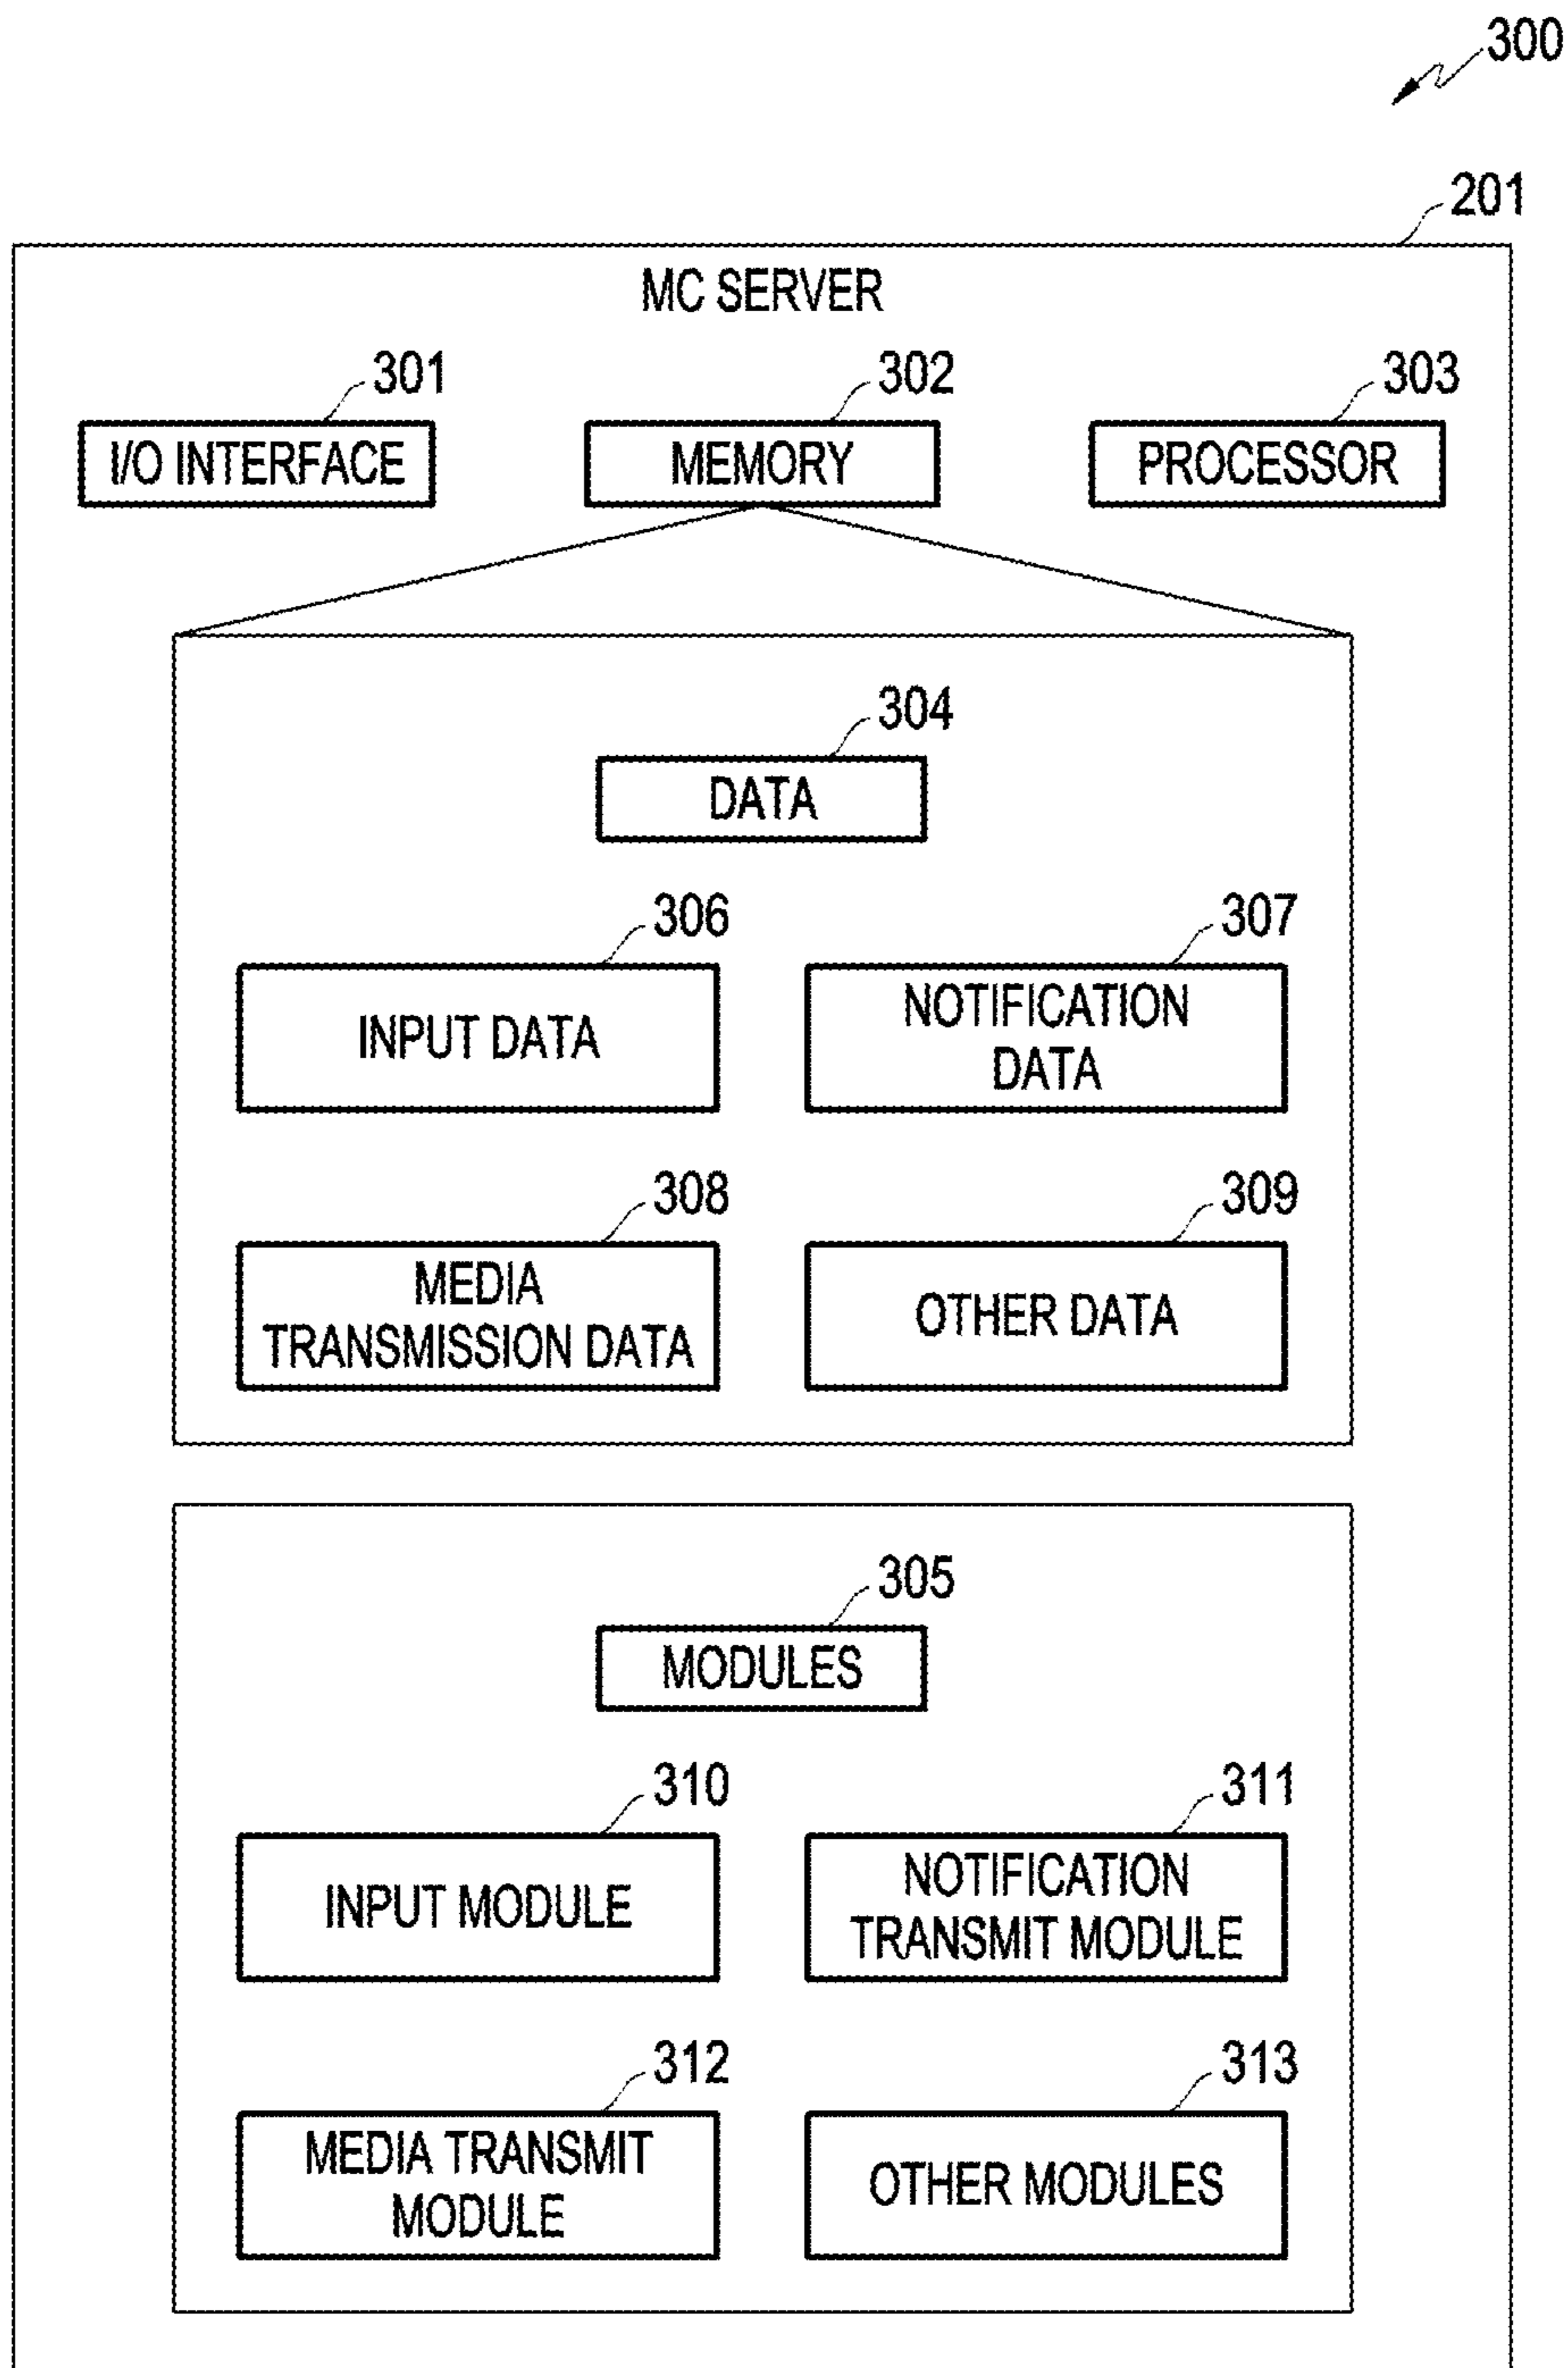 300
201
MC SERVER
301
302
303
I/O INTERFACE
MEMORY
PROCESSOR
304
DATA
306
307
INPUT DATA
NOTIFICATION
DATA
308
309
MEDIA
TRANSMISSION DATA
OTHER DATA
305
MODULES
310
311
INPUT MODULE
NOTIFICATION
TRANSMIT MODULE
312
313
MEDIA TRANSMIT
MODULE
OTHER MODULES